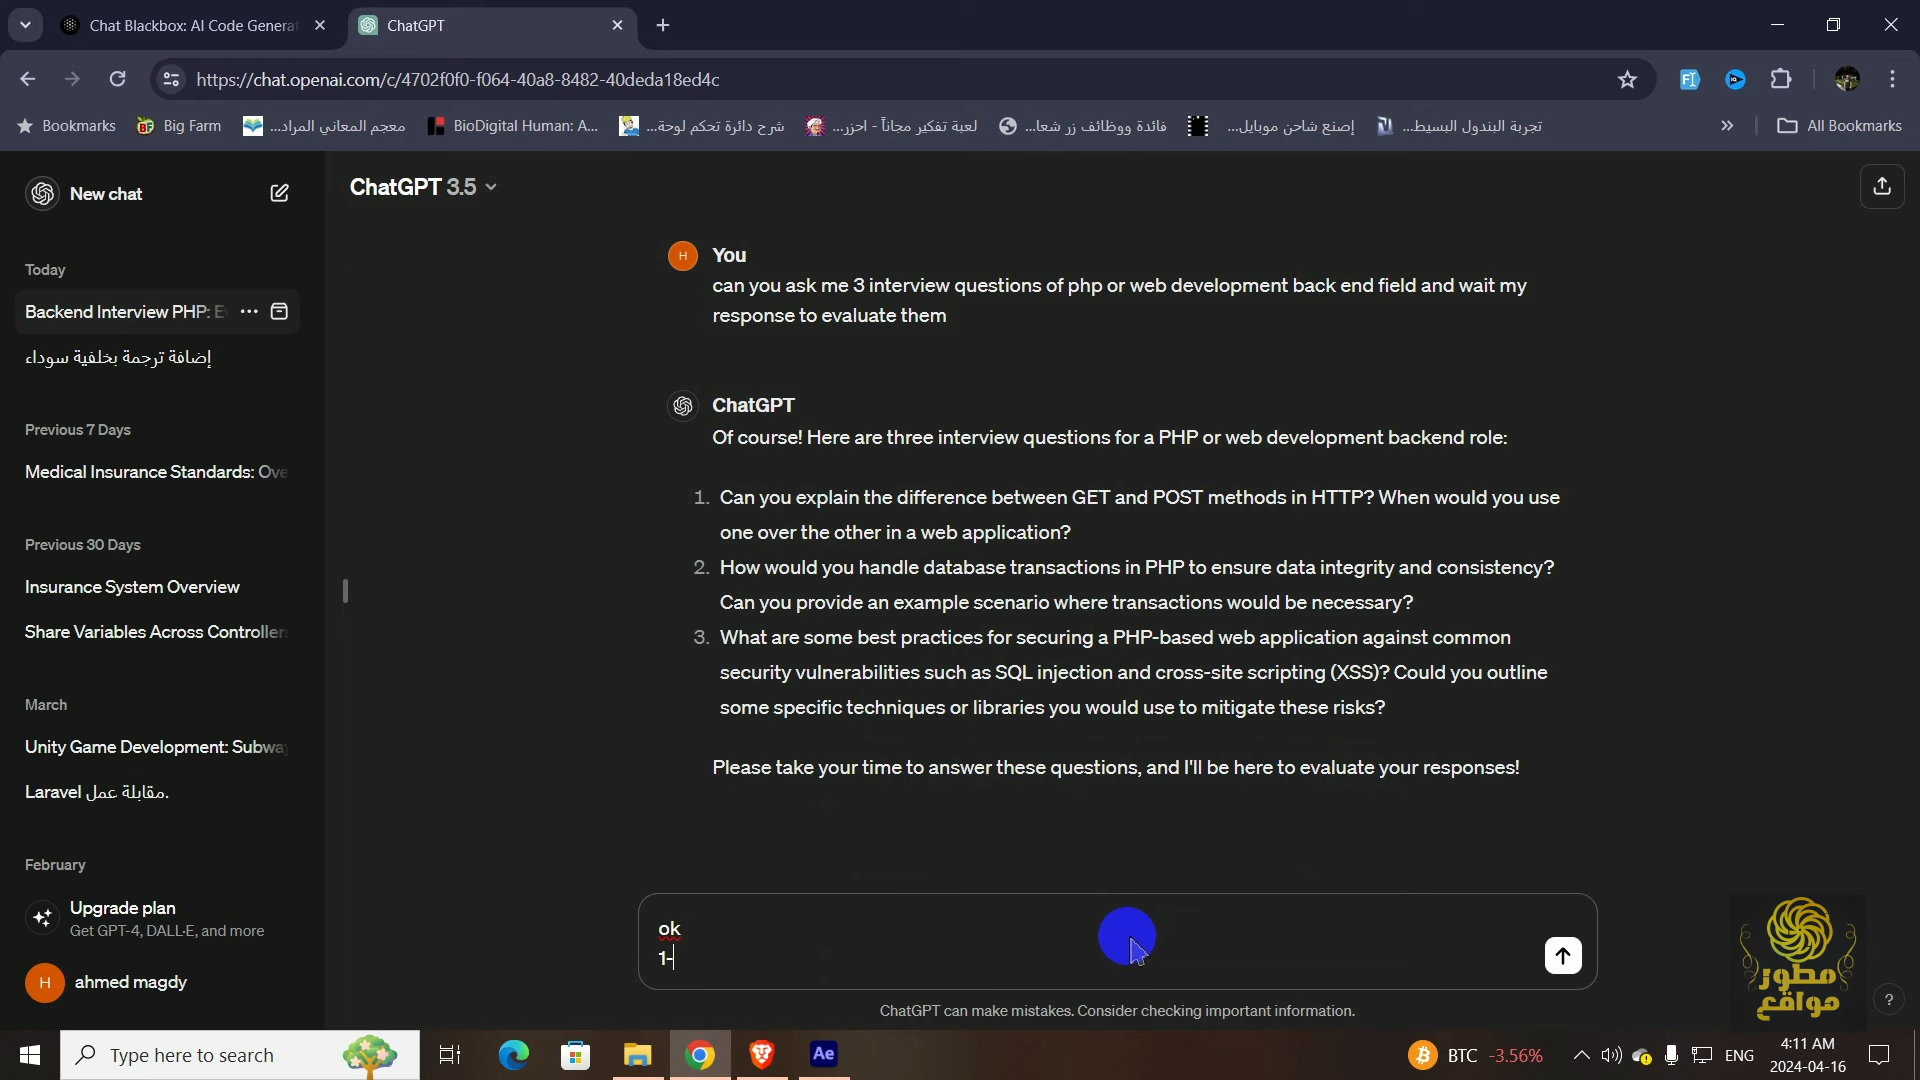 Chat Blackbox: AI Code Genera
ChatGPT
https://chat.openai.com/c/4702f0f0-f064-40a8-8482-40deda18ed4c
Bookmarks
Big Farm
معجم المعاني المراد...
BioDigital Human: A...
شرح دائرة تحكم لوحة...
لعبة تفكير مجاناً - احزر...
فائدة ووظائف زر شعا...
إصنع شاحن موبايل...
تجربة البندول البسيط...
All Bookmarks
New chat
ChatGPT 3.5
Today
Backend Interview PHP: E
إضافة ترجمة بخلفية سوداء
Previous 7 Days
Medical Insurance Standards: Ove
Previous 30 Days
Insurance System Overview
Share Variables Across Controller
March
Unity Game Development: Subwa
Laravel مقابلة عمل.
February
Upgrade plan
Get GPT-4, DALL·E, and more
H
ahmed magdy
H
You
can you ask me 3 interview questions of php or web development back end field and wait my
response to evaluate them
ChatGPT
Of course! Here are three interview questions for a PHP or web development backend role:
1. Can you explain the difference between GET and POST methods in HTTP? When would you use
one over the other in a web application?
2. How would you handle database transactions in PHP to ensure data integrity and consistency?
Can you provide an example scenario where transactions would be necessary?
3. What are some best practices for securing a PHP-based web application against common
security vulnerabilities such as SQL injection and cross-site scripting (XSS)? Could you outline
some specific techniques or libraries you would use to mitigate these risks?
Please take your time to answer these questions, and I'll be here to evaluate your responses!
ok
1-
ChatGPT can make mistakes. Consider checking important information.
مطور
مواقع
?
Type here to search
Ae
BTC -3.56%
ENG
4:11 AM
2024-04-16